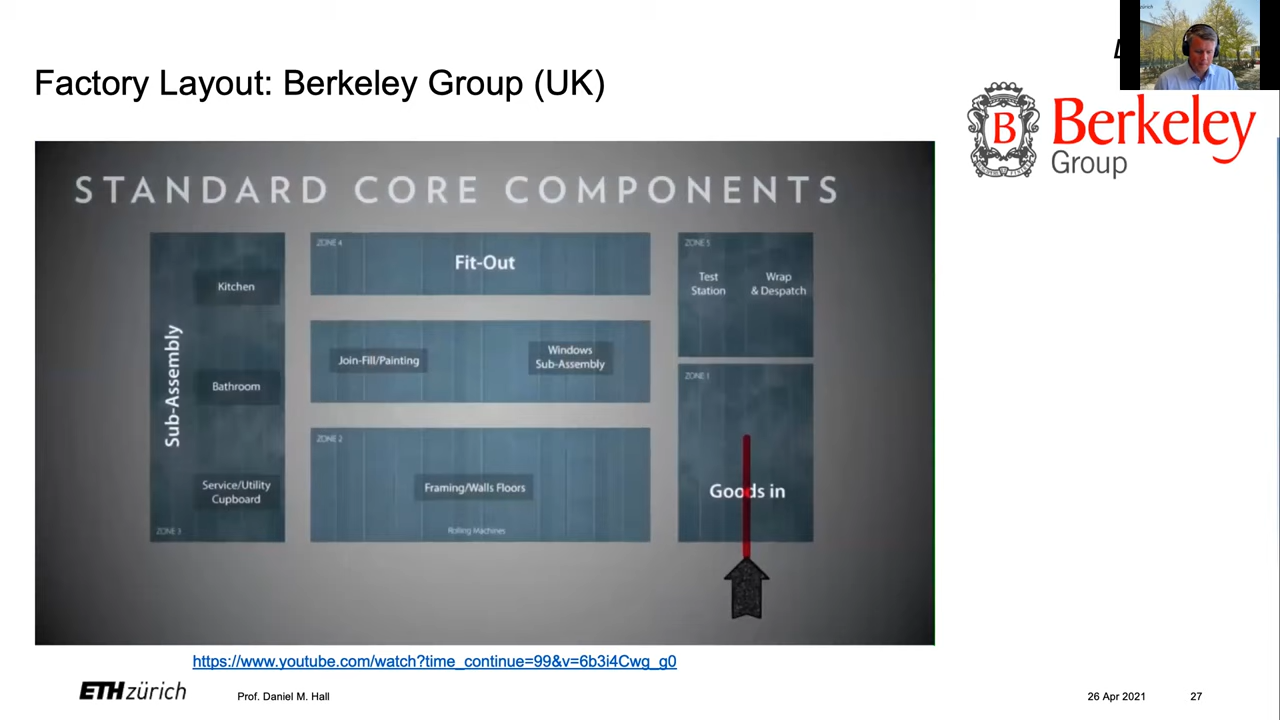 Factory Layout: Berkeley Group (UK)
B
Berkeley
Group
STANDARD CORE COMPONENTS
Sub-Assembly
Kitchen
Bathroom
Service/Utility
Cupboard
ZONE 3
ZONE 4
Fit-Out
Join-Fill/Painting
Windows
Sub-Assembly
ZONE 2
Framing/Walls Floors
Rolling Machines
ZONE 5
Test
Station
Wrap
& Despatch
ZONE 1
Goods in
https://www.youtube.com/watch?time_continue=99&v=6b3i4Cwg_g0
ETH zürich
Prof. Daniel M. Hall
26 Apr 2021
27